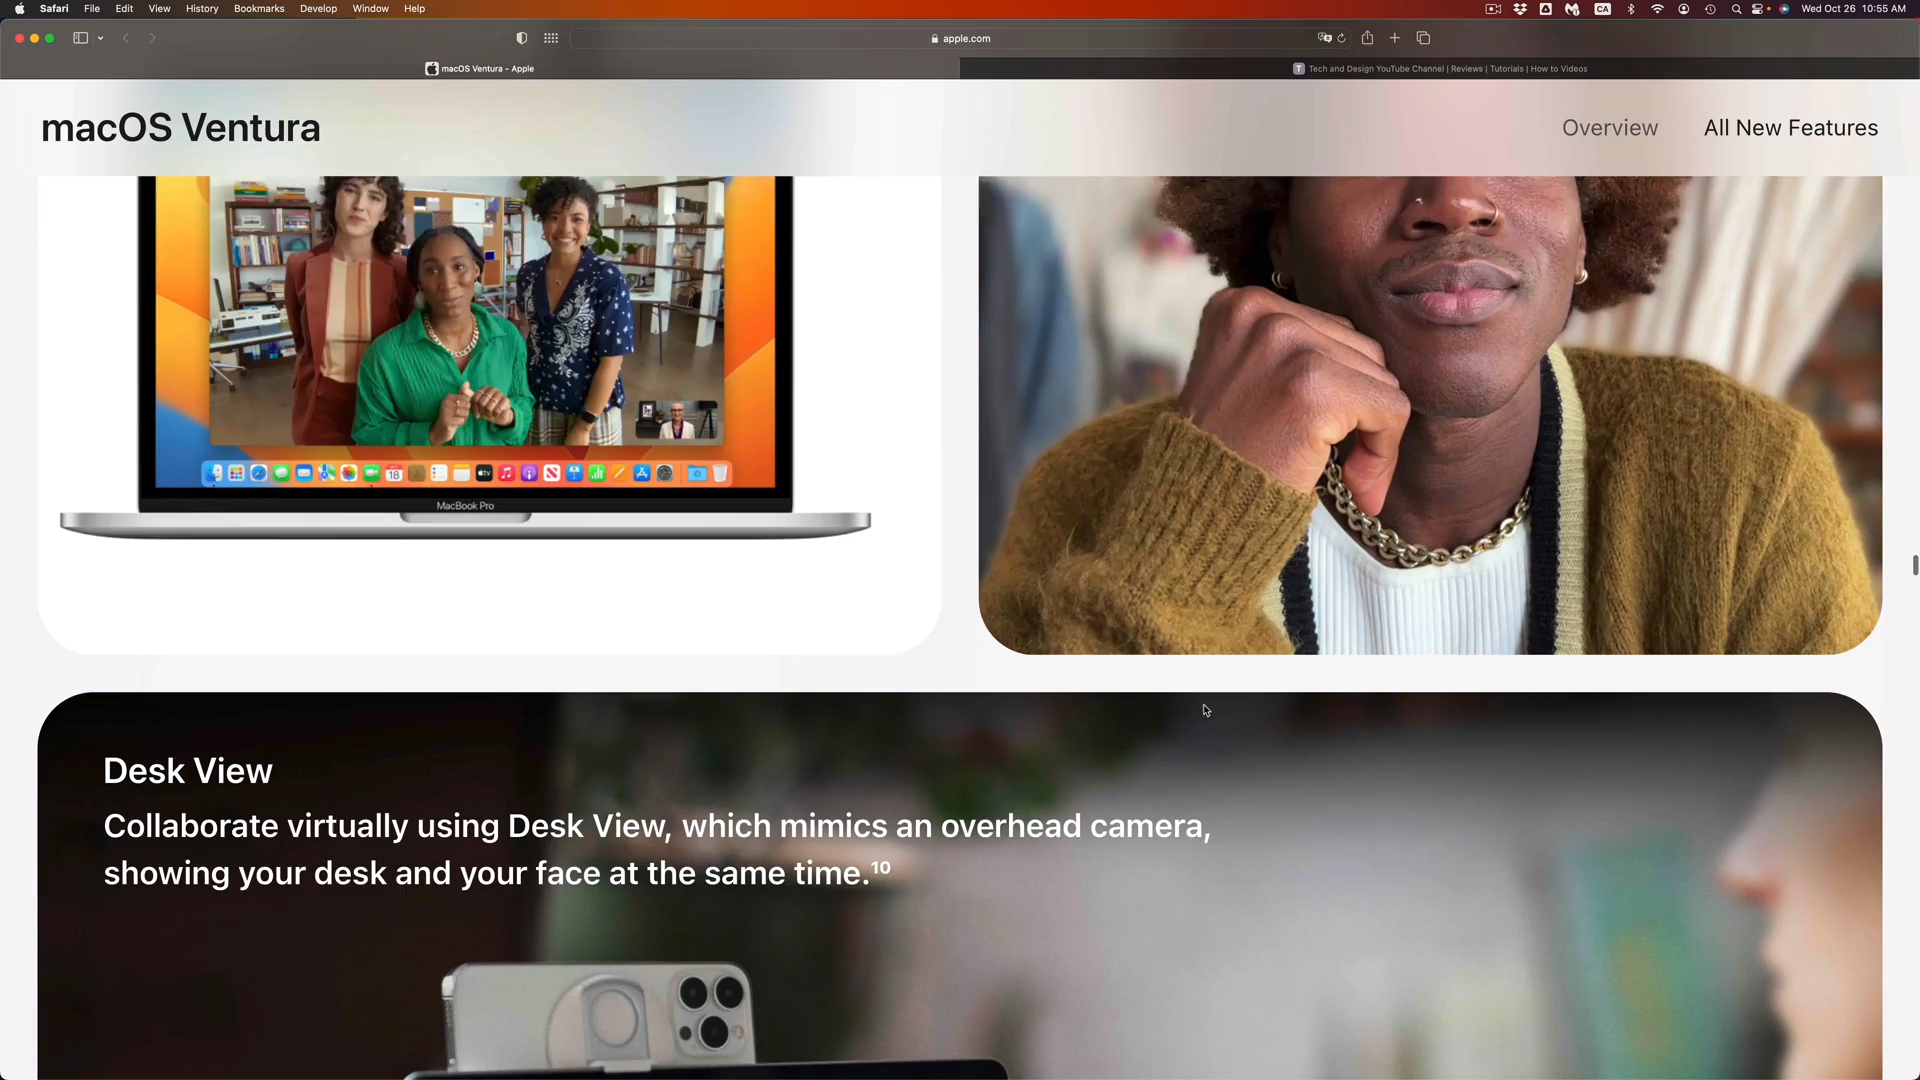 Safari File Edit View History Bookmarks Develop Window Help
CA
Wed Oct 26 10:55 AM
apple.com
macOS Ventura - Apple
Tech and Design YouTube Channel | Reviews | Tutorials | How to Videos
macOS Ventura
Overview
All New Features
18
tv
MacBook Pro
Desk View
Collaborate virtually using Desk View, which mimics an overhead camera,
showing your desk and your face at the same time.¹⁰